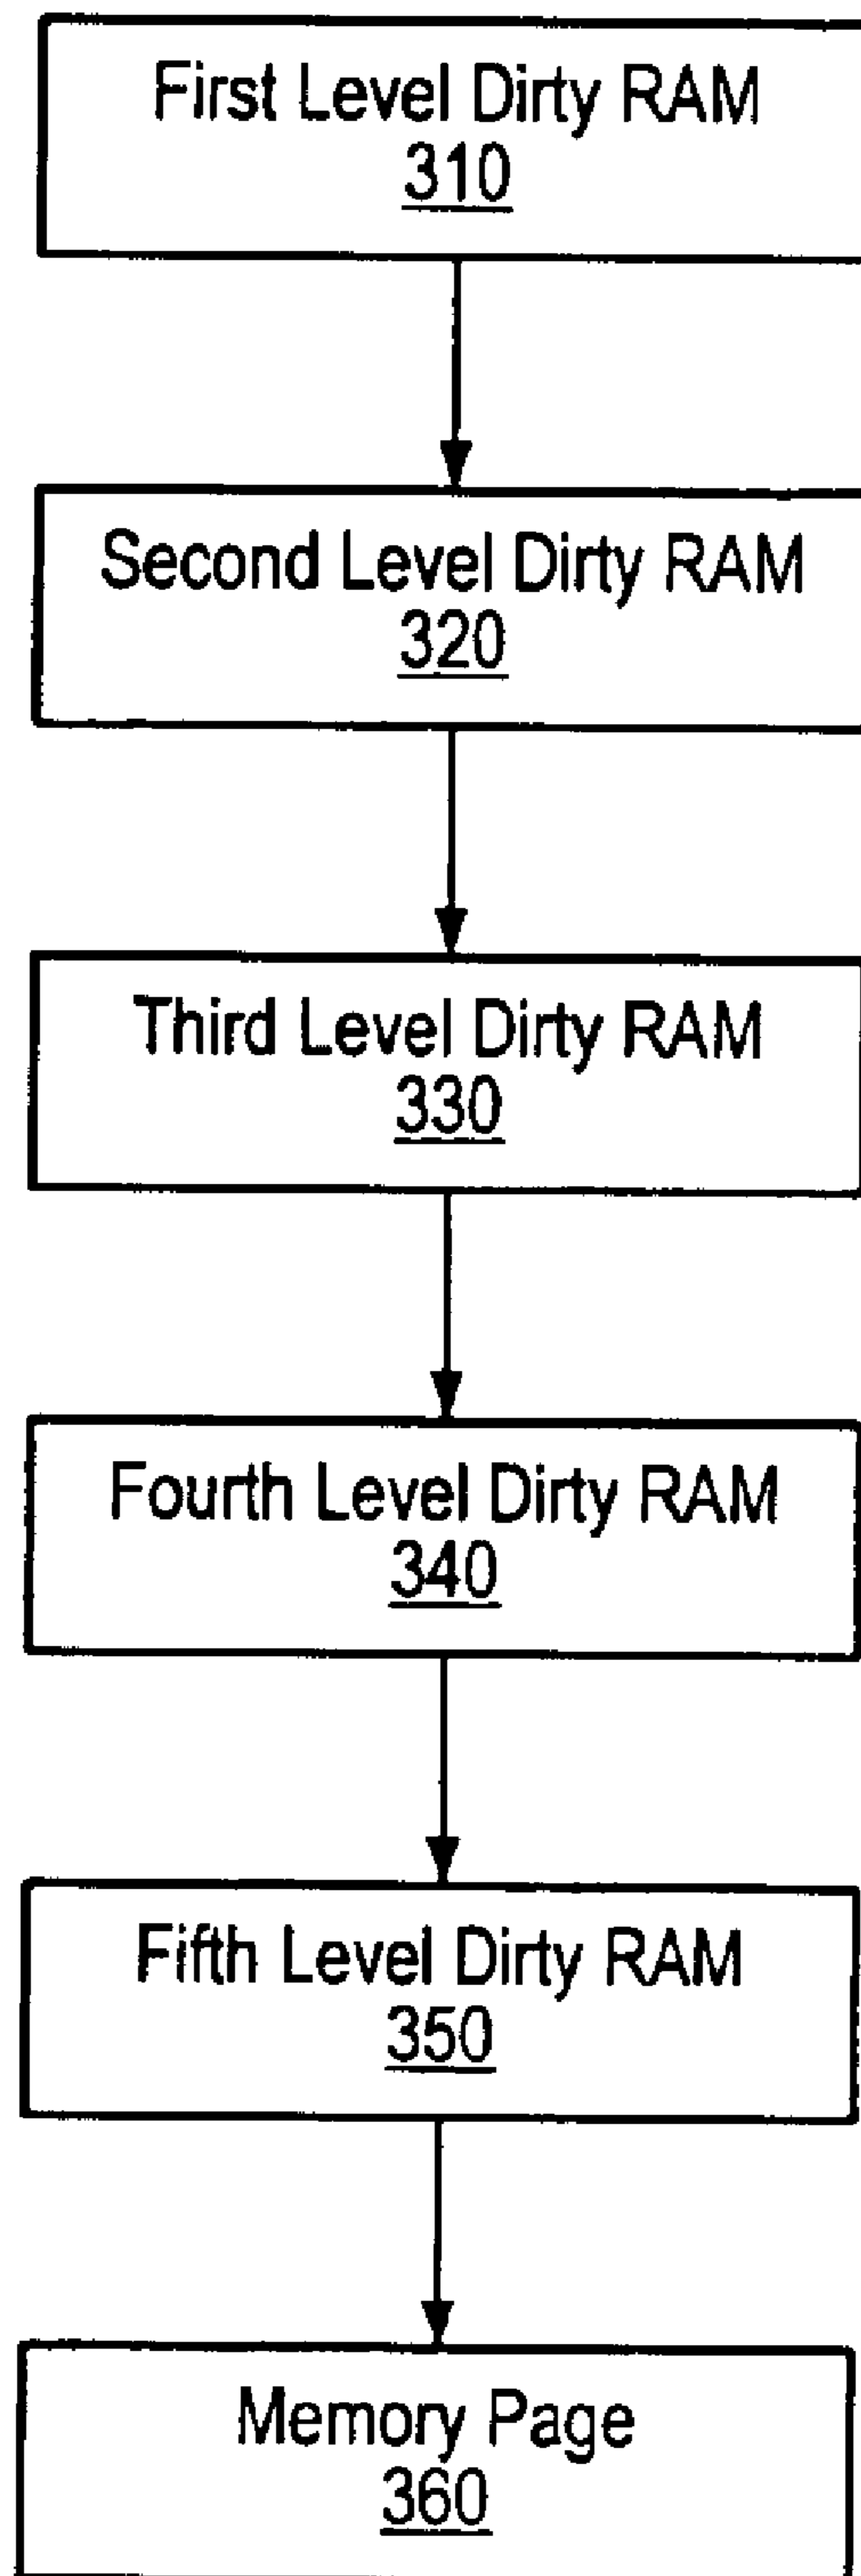 First Level Dirty RAM
310
Second Level Dirty RAM
320
Third Level Dirty RAM
330
Fourth Level Dirty RAM
340
Fifth Level Dirty RAM
350
Memory Page
360